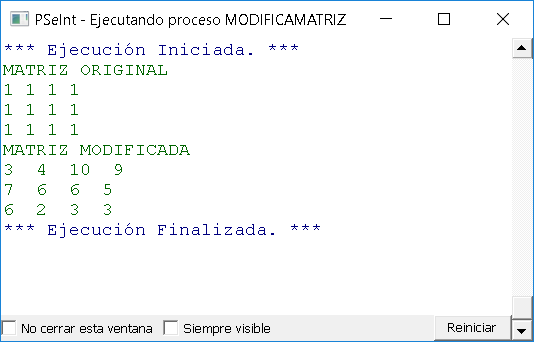 PSeInt - Ejecutando proceso MODIFICAMATRIZ
*** Ejecución Iniciada. ***
MATRIZ ORIGINAL
1 1 1 1
1 1 1 1
1 1 1 1
MATRIZ MODIFICADA
3  4  10  9
7  6  6  5
6  2  3  3
*** Ejecución Finalizada. ***
No cerrar esta ventana Siempre visible Reiniciar